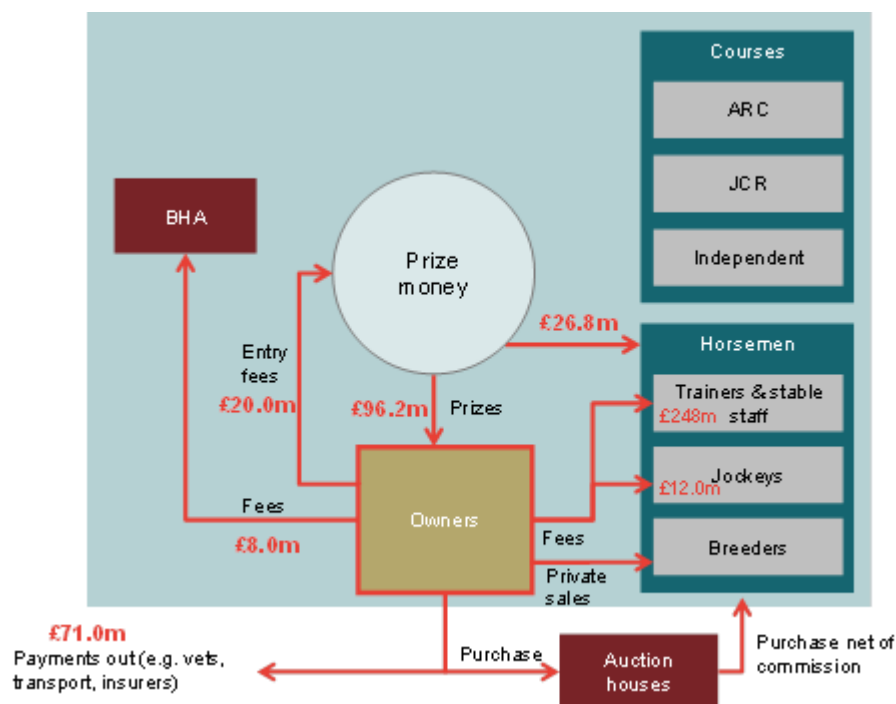 Courses
ARC
JCR
Independent
BHA
Prize
money
£26.8m
Horsemen
Entry
fees
£20.0m
£96.2m
Prizes
Trainers & stable
£248m staff
£12.0m Jockeys
Breeders
Fees
£8.0m
Owners
Fees
Private
sales
£71.0m
Payments out (e.g. vets,
transport, insurers)
Purchase
Auction
houses
Purchase net of
commission